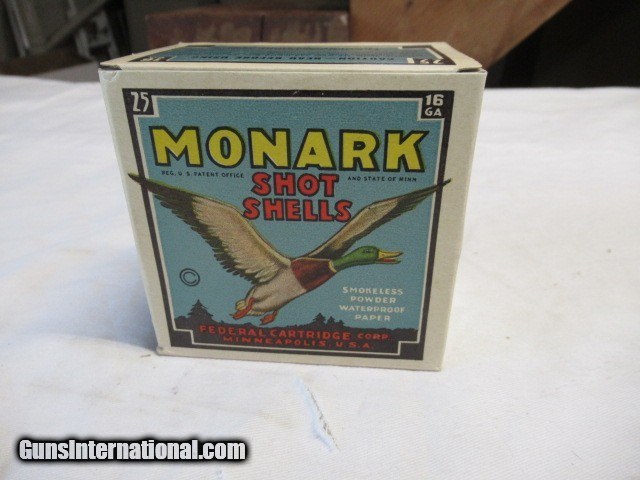 25
16
GA
MONARK
REG. U. S. PATENT OFFICE
AND STATE OF MINN
SHOT
SHELLS
©
SMOKELESS
POWDER
WATERPROOF
PAPER
FEDERAL CARTRIDGE CORP.
MINNEAPOLIS, U.S.A.
GunsInternational.com